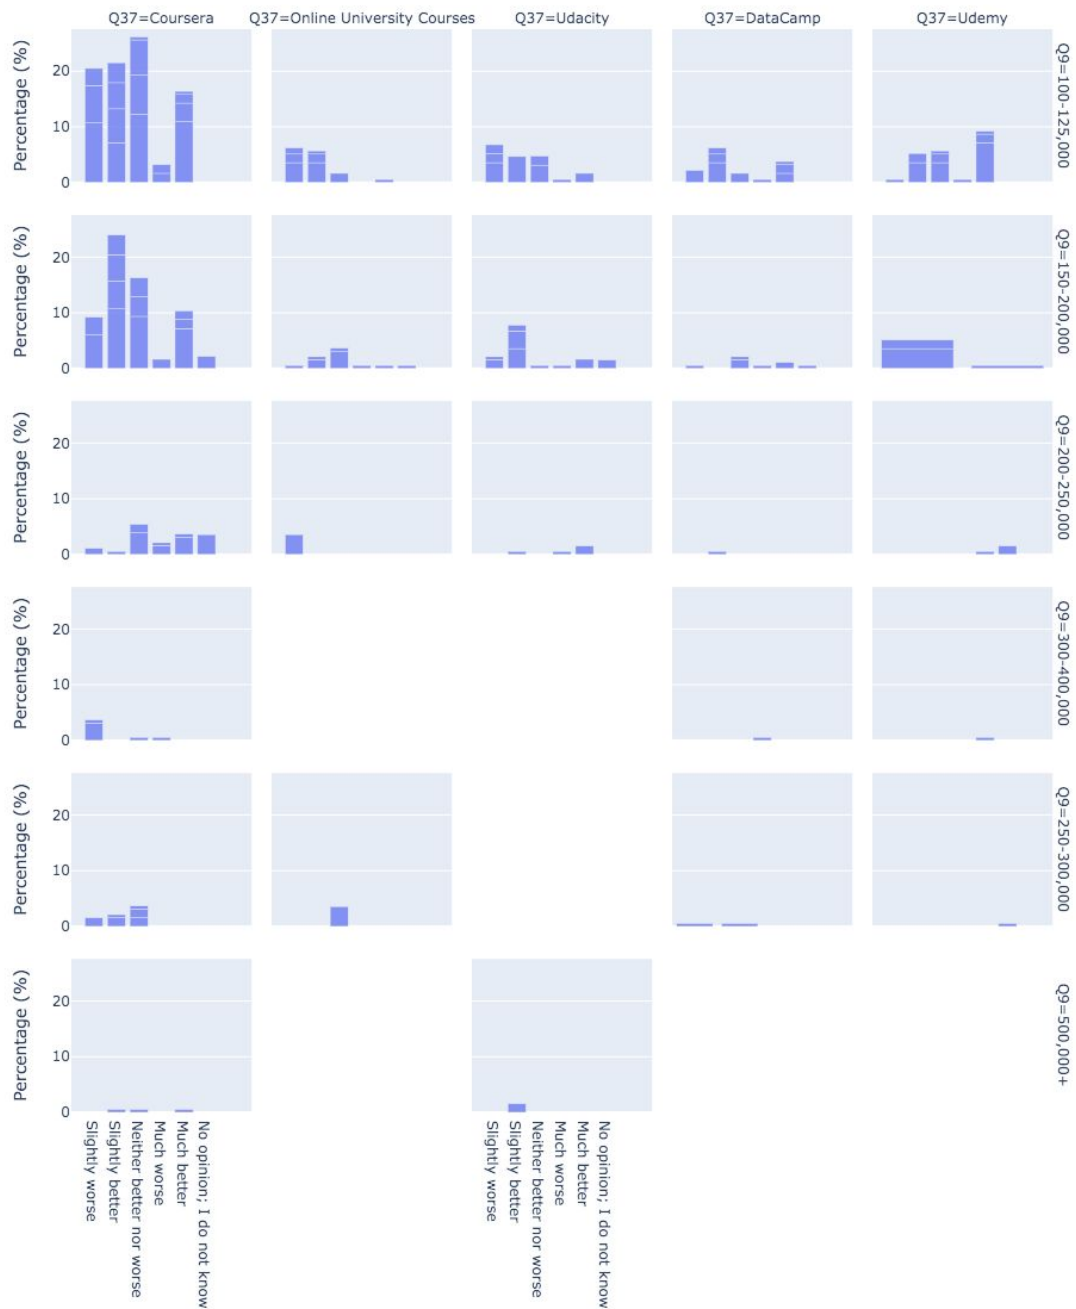 Q37=Coursera
Q37=Online University Courses
Q37=Udacity
Q37=DataCamp
Q37=Udemy
Percentage (%)
20
10
0
Q9=100-125,000
Percentage (%)
20
10
0
Q9=150-200,000
Percentage (%)
20
10
0
Q9=200-250,000
Percentage (%)
20
10
0
Q9=300-400,000
Percentage (%)
20
10
0
Q9=250-300,000
Percentage (%)
20
10
0
Q9=500,000+
Slightly worse
Slightly better
Neither better nor worse
Much worse
Much better
No opinion; I do not know
Slightly worse
Slightly better
Neither better nor worse
Much worse
Much better
No opinion; I do not know